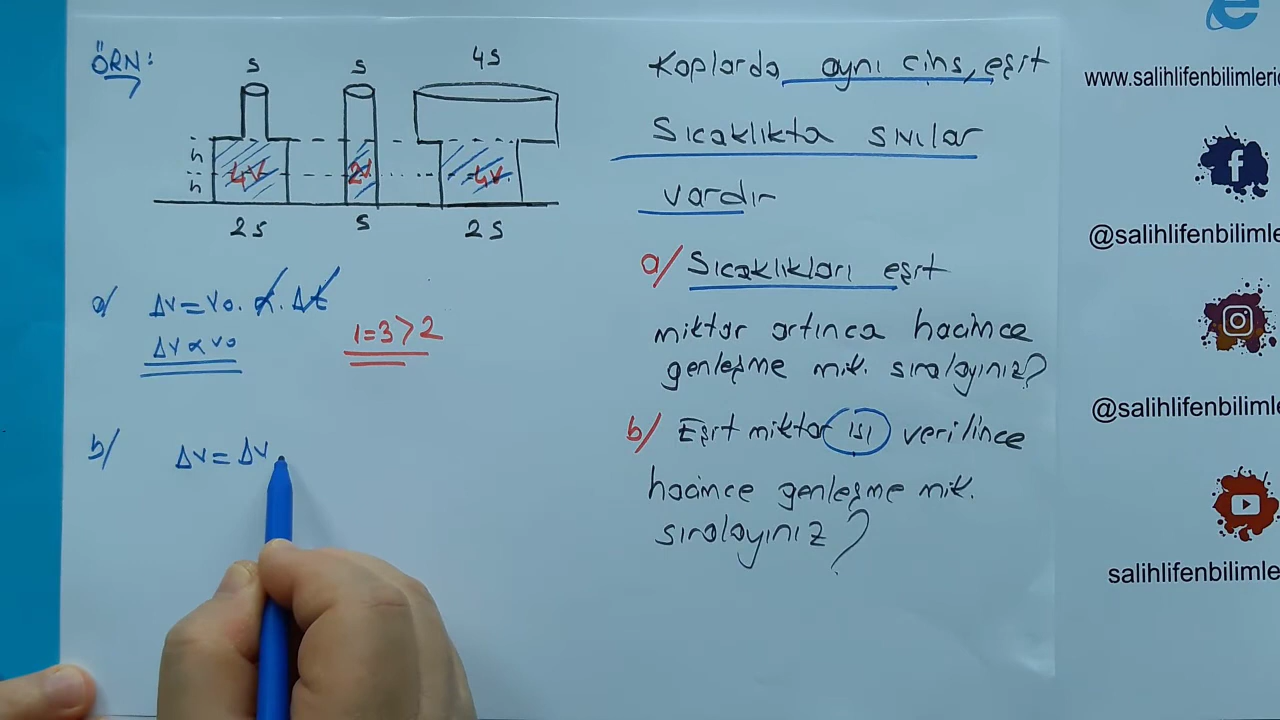 ÖRN:
S
S
4S
h
h
4V
2V
4V.
2S
S
2S
a/ ΔV=V0.α.Δt
ΔV∝V0
1=3>2
b/ ΔV=ΔV
Kaplarda aynı cins, eşit
Sıcaklıkta sıvılar
vardır
a/ Sıcaklıkları eşit
miktar artınca hacimce
genleşme mik. sıralayınız?
b/ Eşit miktar ısı verilince
hacimce genleşme mik.
sıralayınız?
www.salihlifenbilimleri
@salihlifenbilimle
@salihlifenbilimle
salihlifenbilimle